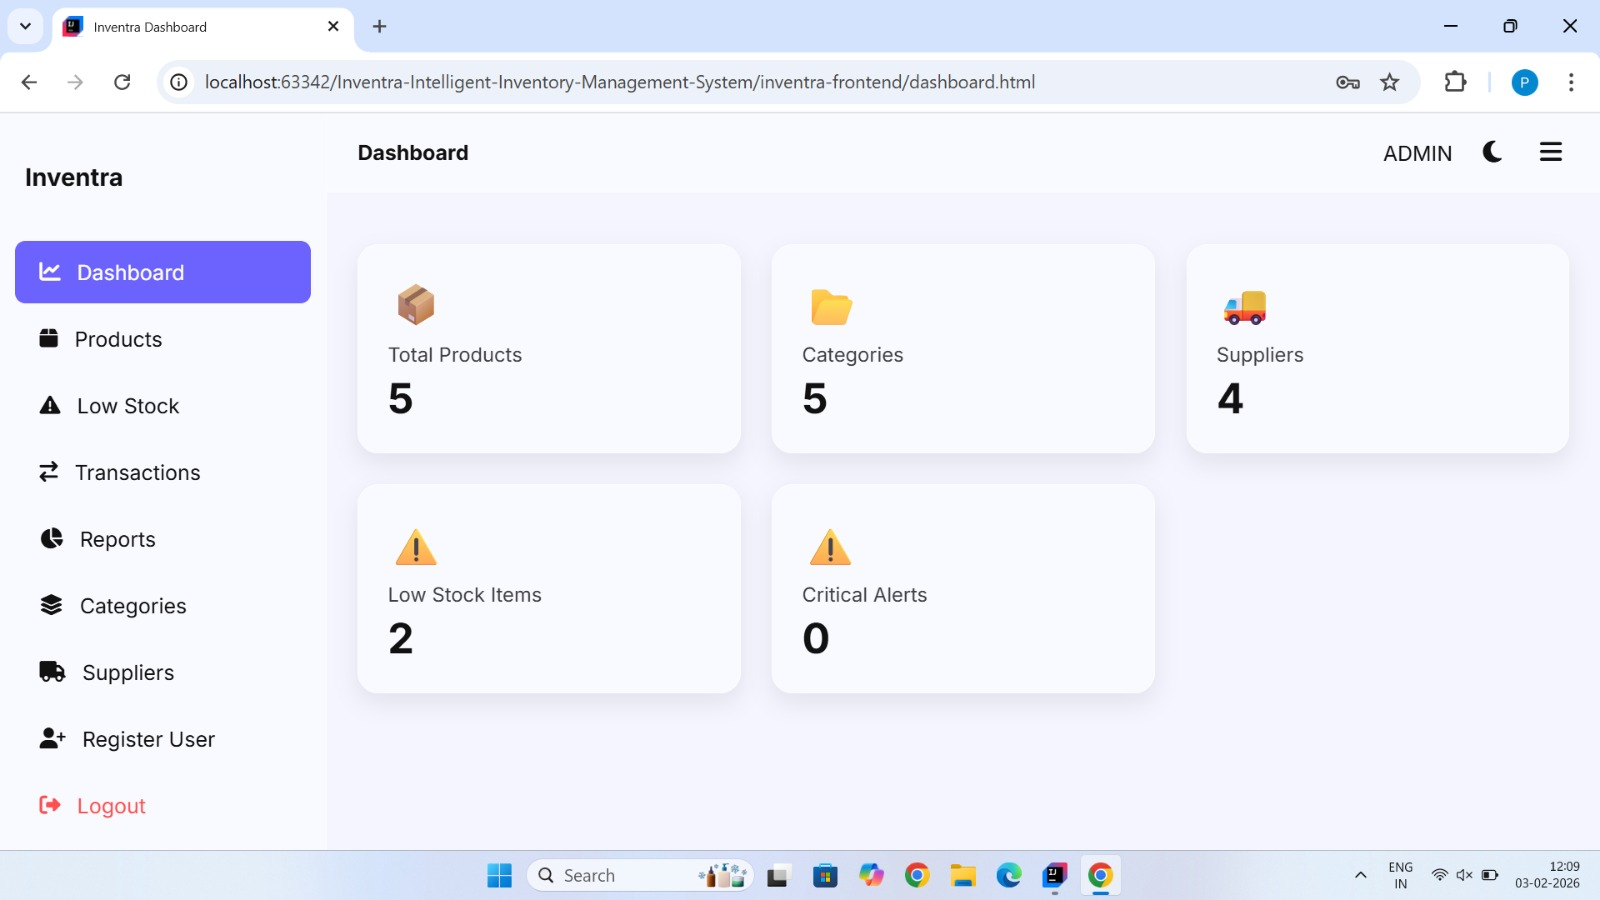 Inventra Dashboard
localhost:63342/Inventra-Intelligent-Inventory-Management-System/inventra-frontend/dashboard.html
P
Inventra
Dashboard
ADMIN
Dashboard
Products
Low Stock
Transactions
Reports
Categories
Suppliers
Register User
Logout
Total Products
5
Categories
5
Suppliers
4
Low Stock Items
2
Critical Alerts
0
Search
ENG
IN
12:09
03-02-2026